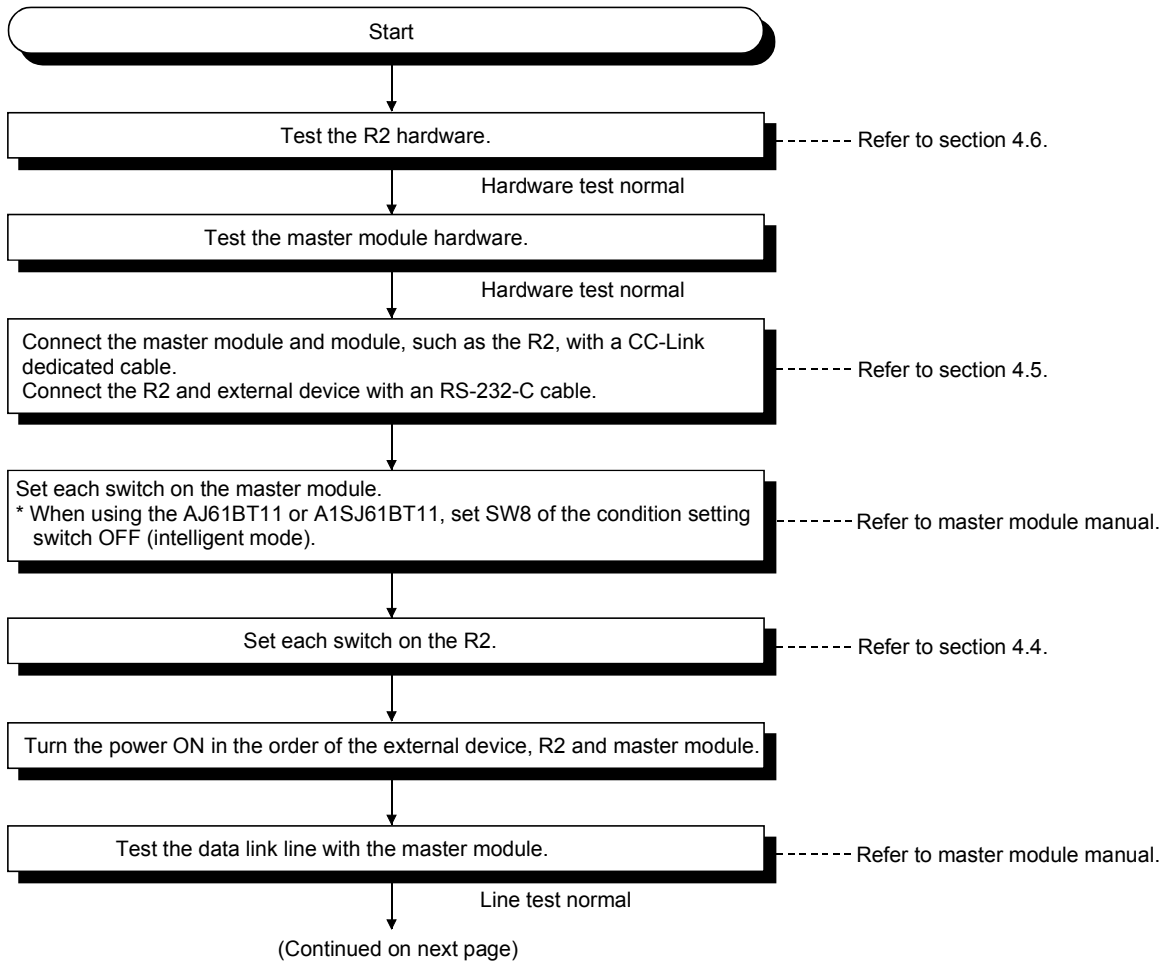 Start
Test the R2 hardware.
Refer to section 4.6.
Hardware test normal
Test the master module hardware.
Hardware test normal
Connect the master module and module, such as the R2, with a CC-Link
dedicated cable.
Connect the R2 and external device with an RS-232-C cable.
Refer to section 4.5.
Set each switch on the master module.
* When using the AJ61BT11 or A1SJ61BT11, set SW8 of the condition setting
switch OFF (intelligent mode).
Refer to master module manual.
Set each switch on the R2.
Refer to section 4.4.
Turn the power ON in the order of the external device, R2 and master module.
Test the data link line with the master module.
Refer to master module manual.
Line test normal
(Continued on next page)